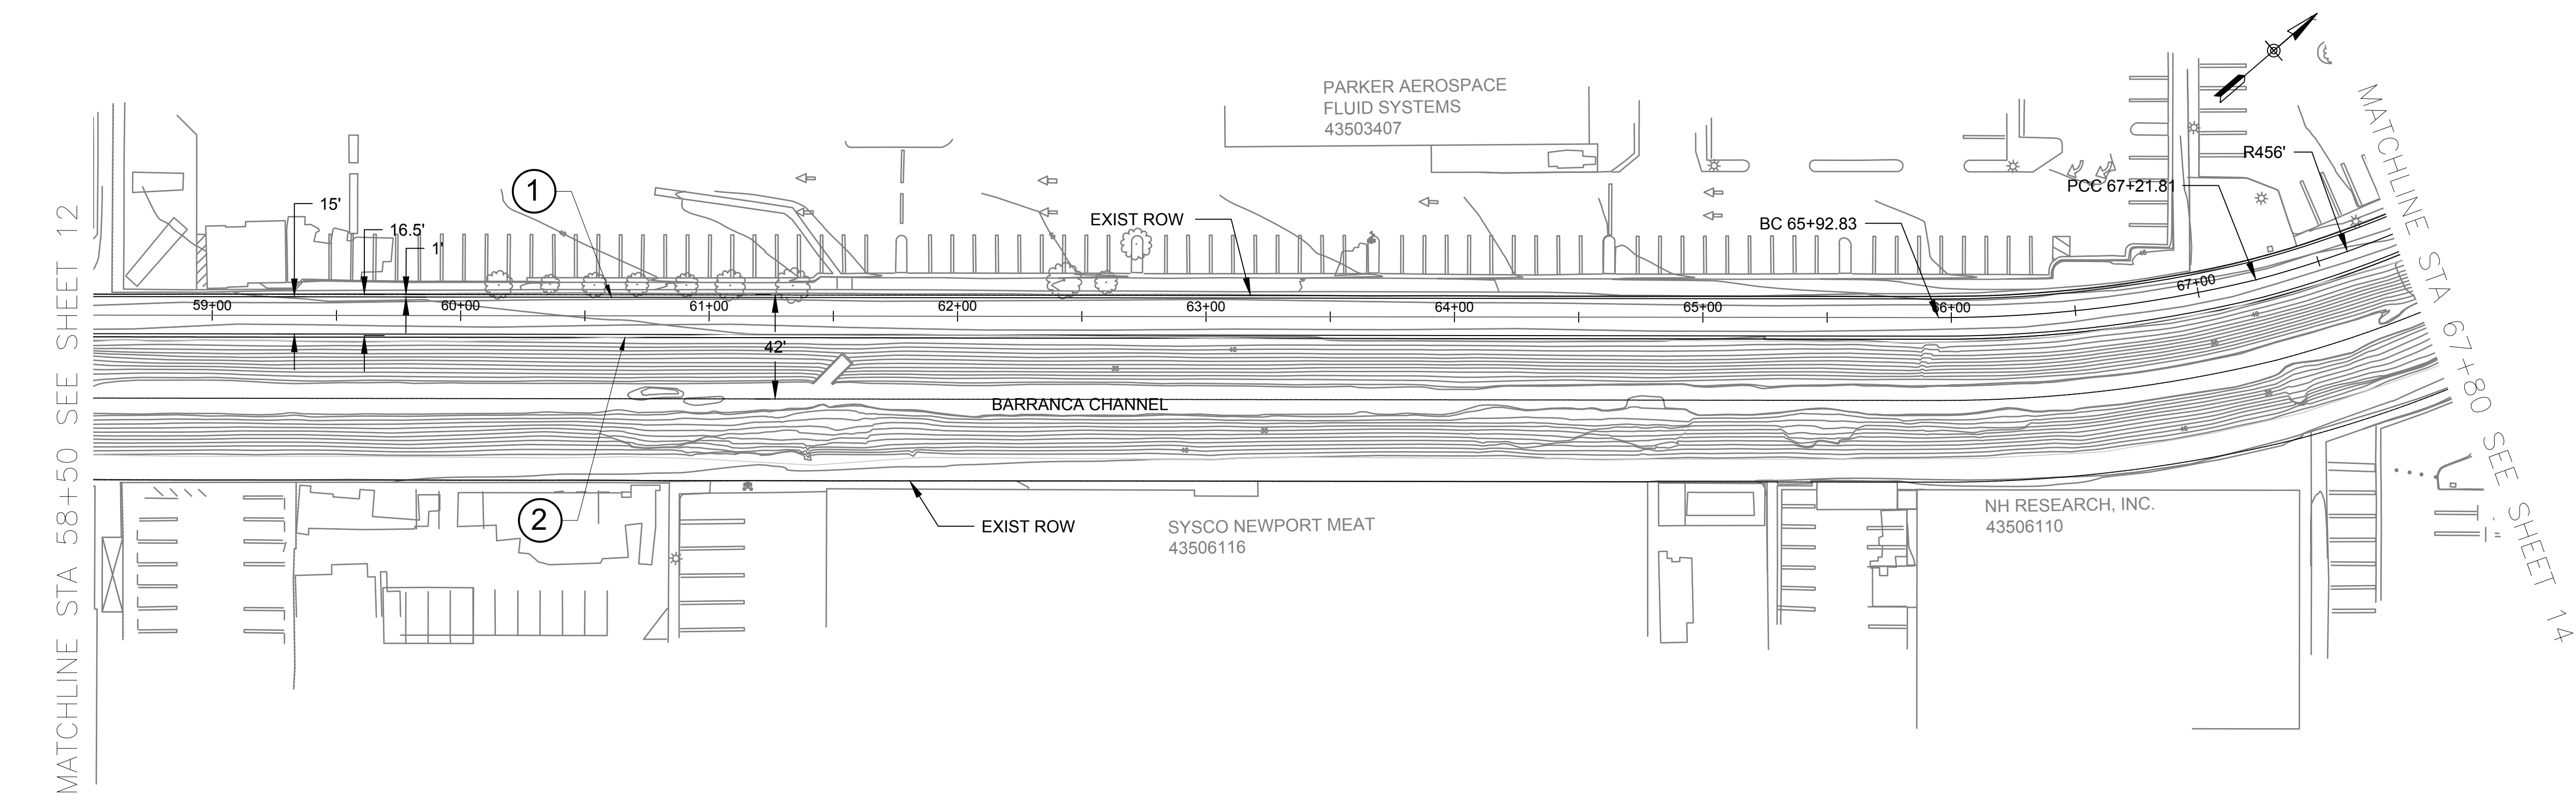 MATCHLINE STA 58+50 SEE SHEET 12
PARKER AEROSPACE
FLUID SYSTEMS
43503407
MATCHLINE STA 67+80 SEE SHEET 14
R456'
PCC 67+21.81
1
15'
16.5'
1'
EXIST ROW
BC 65+92.83
59+00
60+00
61+00
62+00
63+00
64+00
65+00
66+00
67+00
42'
BARRANCA CHANNEL
2
EXIST ROW
SYSCO NEWPORT MEAT
43506116
NH RESEARCH, INC.
43506110